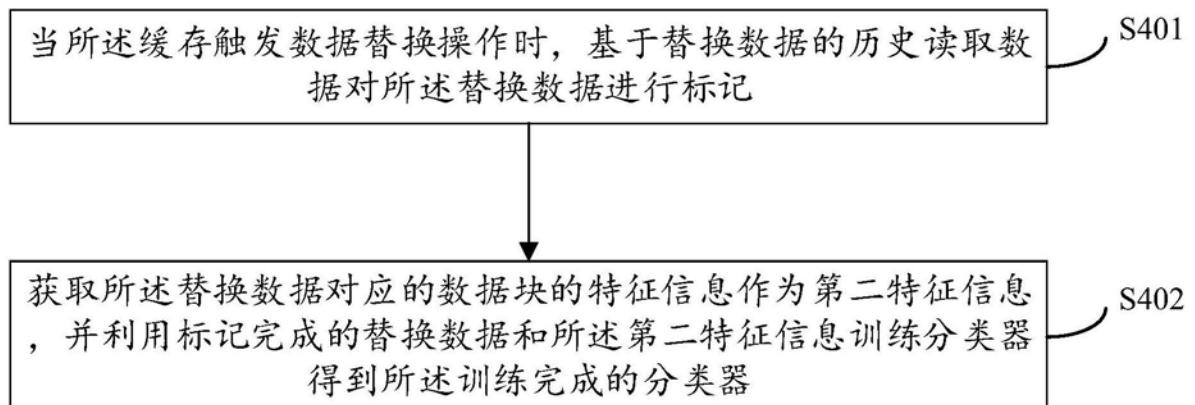 当所述缓存触发数据替换操作时，基于替换数据的历史读取数
据对所述替换数据进行标记
S401
获取所述替换数据对应的数据块的特征信息作为第二特征信息
，并利用标记完成的替换数据和所述第二特征信息训练分类器
得到所述训练完成的分类器
S402